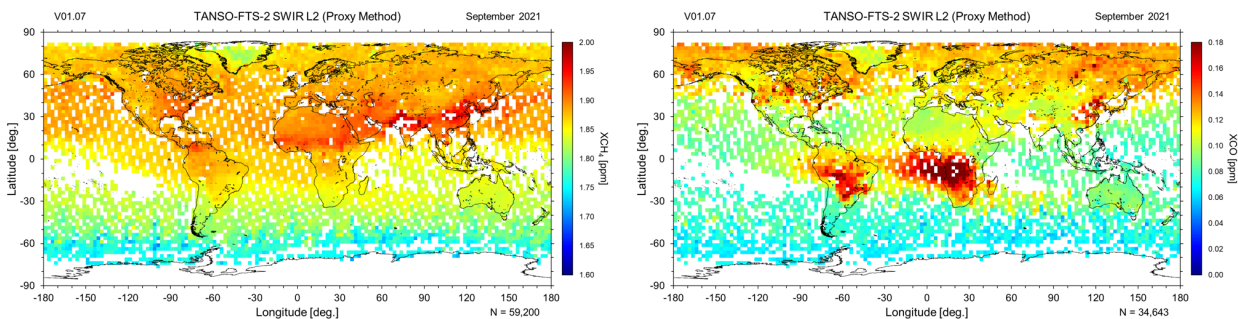 V01.07 TANSO-FTS-2 SWIR L2 (Proxy Method) September 2021
90
60
30
0
-30
-60
-90
Latitude [deg.]
-180 -150 -120 -90 -60 -30 0 30 60 90 120 150 180
Longitude [deg.]
N = 59,200
2.00
1.95
1.90
1.85
1.80
1.75
1.70
1.65
1.60
XCH₄ [ppm]
V01.07 TANSO-FTS-2 SWIR L2 (Proxy Method) September 2021
90
60
30
0
-30
-60
-90
Latitude [deg.]
-180 -150 -120 -90 -60 -30 0 30 60 90 120 150 180
Longitude [deg.]
N = 34,643
0.18
0.16
0.14
0.12
0.10
0.08
0.06
0.04
0.02
0.00
XCO [ppm]